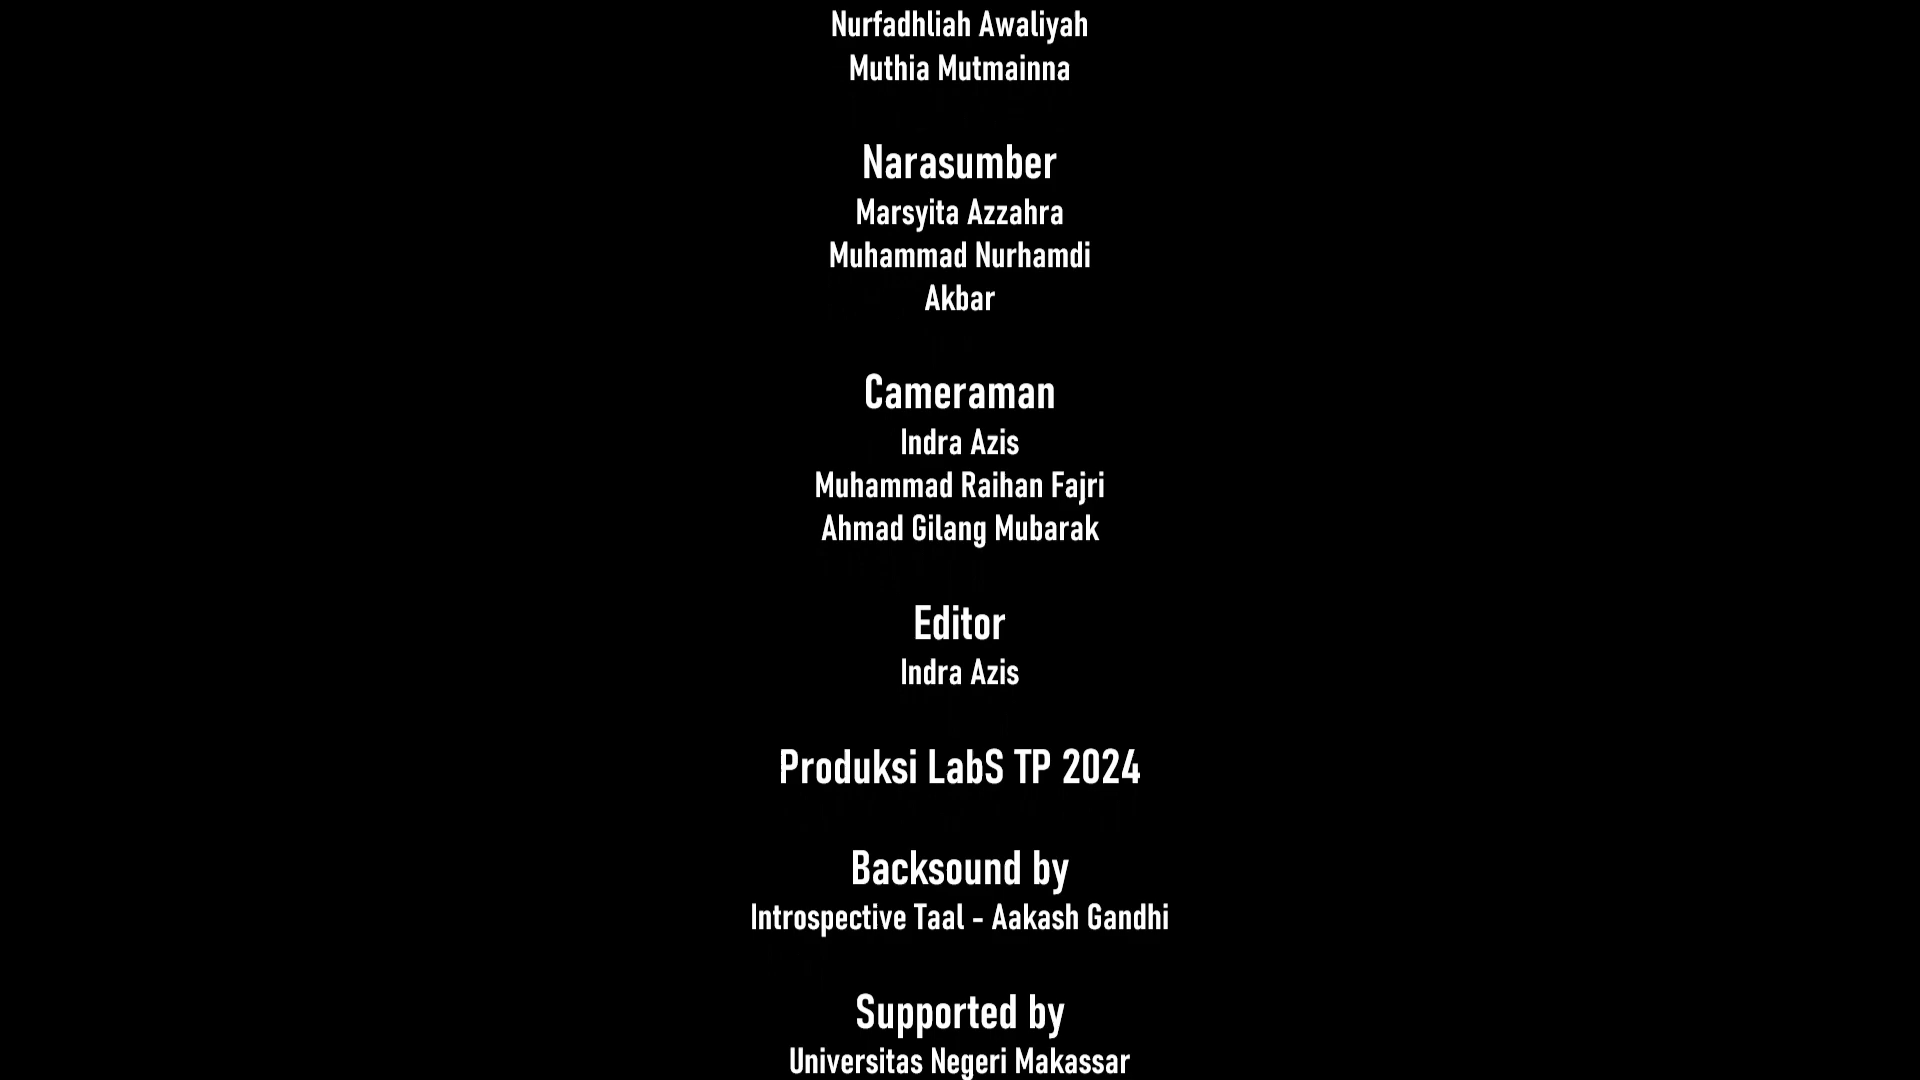 Nurfadhliah Awaliyah
Muthia Mutmainna
Narasumber
Marsyita Azzahra
Muhammad Nurhamdi
Akbar
Cameraman
Indra Azis
Muhammad Raihan Fajri
Ahmad Gilang Mubarak
Editor
Indra Azis
Produksi LabS TP 2024
Backsound by
Introspective Taal - Aakash Gandhi
Supported by
Universitas Negeri Makassar